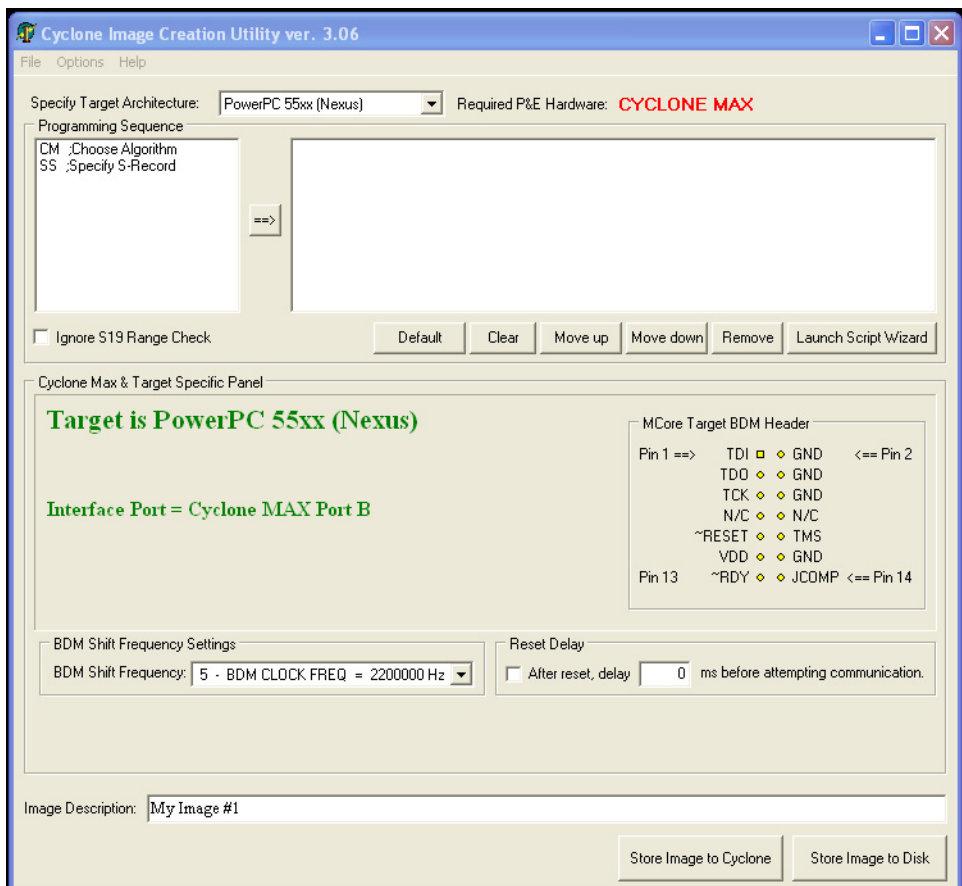 Cyclone Image Creation Utility ver. 3.06
File Options Help
Specify Target Architecture: PowerPC 55xx (Nexus) Required P&E Hardware: CYCLONE MAX
Programming Sequence
CM ;Choose Algorithm
SS ;Specify S-Record
==>
Ignore S19 Range Check Default Clear Move up Move down Remove Launch Script Wizard
Cyclone Max & Target Specific Panel
Target is PowerPC 55xx (Nexus)
Interface Port = Cyclone MAX Port B
MCore Target BDM Header
Pin 1 ==> TDI GND <== Pin 2
TDO GND
TCK GND
N/C N/C
~RESET TMS
VDD GND
Pin 13 ~RDY JCOMP <== Pin 14
BDM Shift Frequency Settings
BDM Shift Frequency: 5 - BDM CLOCK FREQ = 2200000 Hz
Reset Delay
After reset, delay 0 ms before attempting communication.
Image Description: My Image #1
Store Image to Cyclone Store Image to Disk